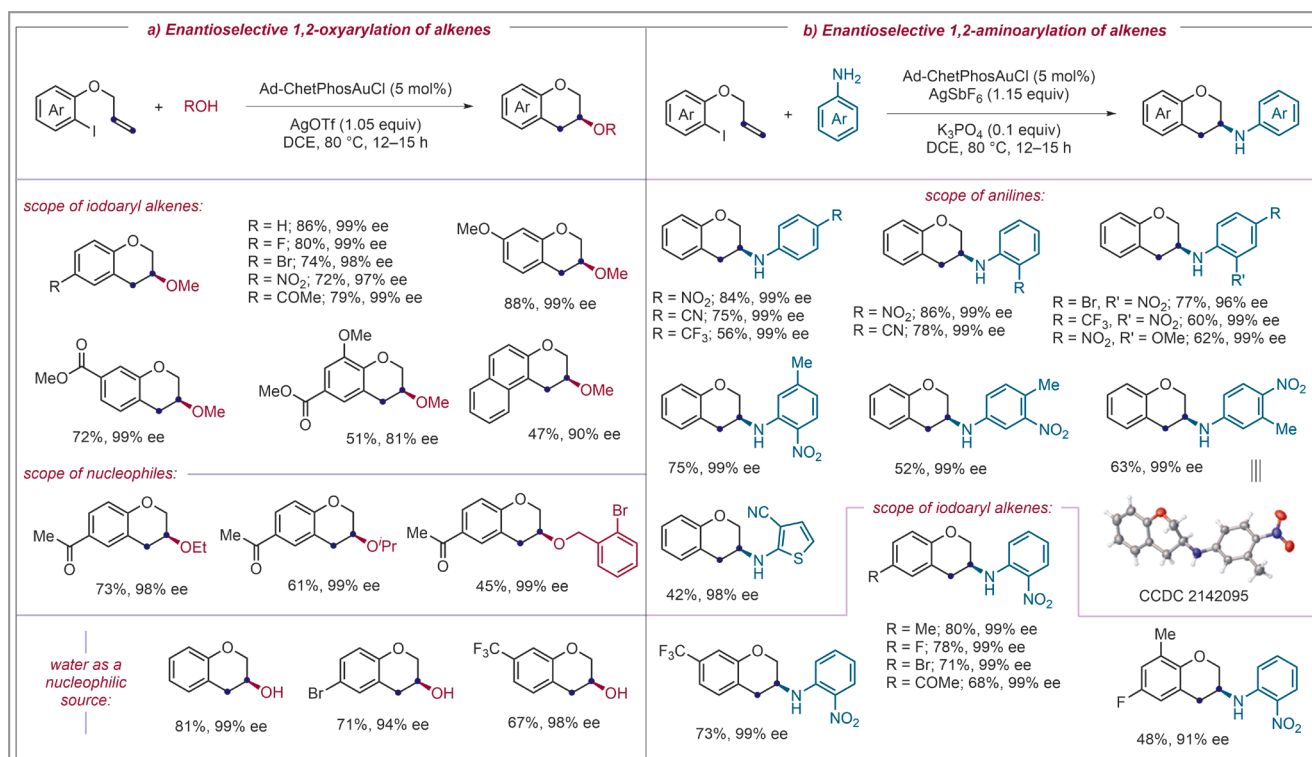 a) Enantioselective 1,2-oxyarylation of alkenes
Ar
O
I
+
ROH
Ad-ChetPhosAuCl (5 mol%)
AgOTf (1.05 equiv)
DCE, 80 °C, 12–15 h
Ar
O
OR
scope of iodoaryl alkenes:
O
R
OMe
R = H; 86%, 99% ee
R = F; 80%, 99% ee
R = Br; 74%, 98% ee
R = NO₂; 72%, 97% ee
R = COMe; 79%, 99% ee
MeO
O
OMe
88%, 99% ee
O
MeO
O
OMe
72%, 99% ee
OMe
O
MeO
O
OMe
51%, 81% ee
O
OMe
47%, 90% ee
scope of nucleophiles:
O
Me
O
OEt
73%, 98% ee
O
Me
O
OⁱPr
61%, 99% ee
O
Me
O
O
Br
45%, 99% ee
water as a
nucleophilic
source:
O
OH
81%, 99% ee
O
Br
OH
71%, 94% ee
F₃C
O
OH
67%, 98% ee
b) Enantioselective 1,2-aminoarylation of alkenes
Ar
O
I
+
NH₂
Ar
Ad-ChetPhosAuCl (5 mol%)
AgSbF₆ (1.15 equiv)
K₃PO₄ (0.1 equiv)
DCE, 80 °C, 12–15 h
Ar
O
N
H
Ar
scope of anilines:
O
N
H
R
R = NO₂; 84%, 99% ee
R = CN; 75%, 99% ee
R = CF₃; 56%, 99% ee
O
N
H
R
R = NO₂; 86%, 99% ee
R = CN; 78%, 99% ee
O
N
H
R
R'
R = Br, R' = NO₂; 77%, 96% ee
R = CF₃, R' = NO₂; 60%, 99% ee
R = NO₂, R' = OMe; 62%, 99% ee
Me
O
N
H
NO₂
75%, 99% ee
O
Me
N
H
NO₂
52%, 99% ee
O
NO₂
N
H
Me
63%, 99% ee
NC
O
N
H
S
42%, 98% ee
scope of iodoaryl alkenes:
O
R
N
H
NO₂
R = Me; 80%, 99% ee
R = F; 78%, 99% ee
R = Br; 71%, 99% ee
R = COMe; 68%, 99% ee
CCDC 2142095
F₃C
O
N
H
NO₂
73%, 99% ee
Me
O
F
N
H
NO₂
48%, 91% ee